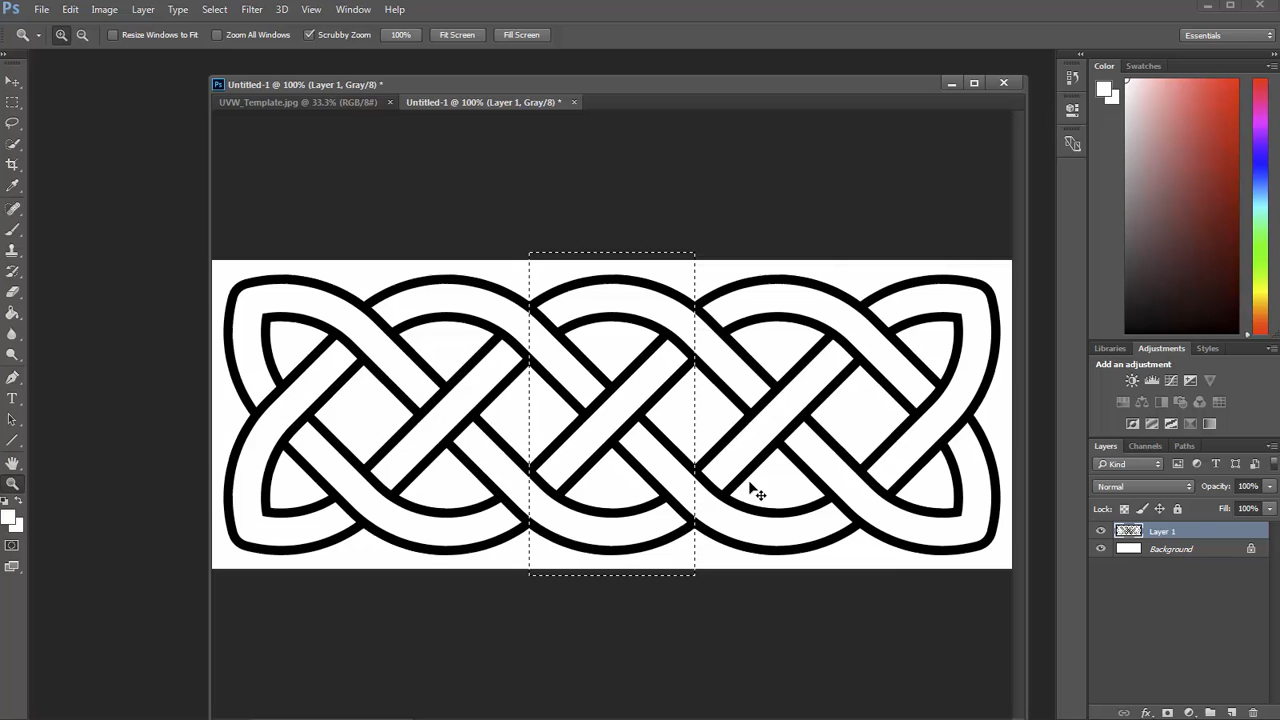 Ps File Edit Image Layer Type Select Filter 3D View Window Help
Resize Windows to Fit Zoom All Windows Scrubby Zoom 100% Fit Screen Fill Screen Essentials
Ps Untitled-1 @ 100% (Layer 1, Gray/8) *
UVW_Template.jpg @ 33.3% (RGB/8#) × Untitled-1 @ 100% (Layer 1, Gray/8) * ×
Color Swatches
Libraries Adjustments Styles
Add an adjustment
Layers Channels Paths
Kind
Normal Opacity: 100%
Lock: Fill: 100%
Layer 1
Background